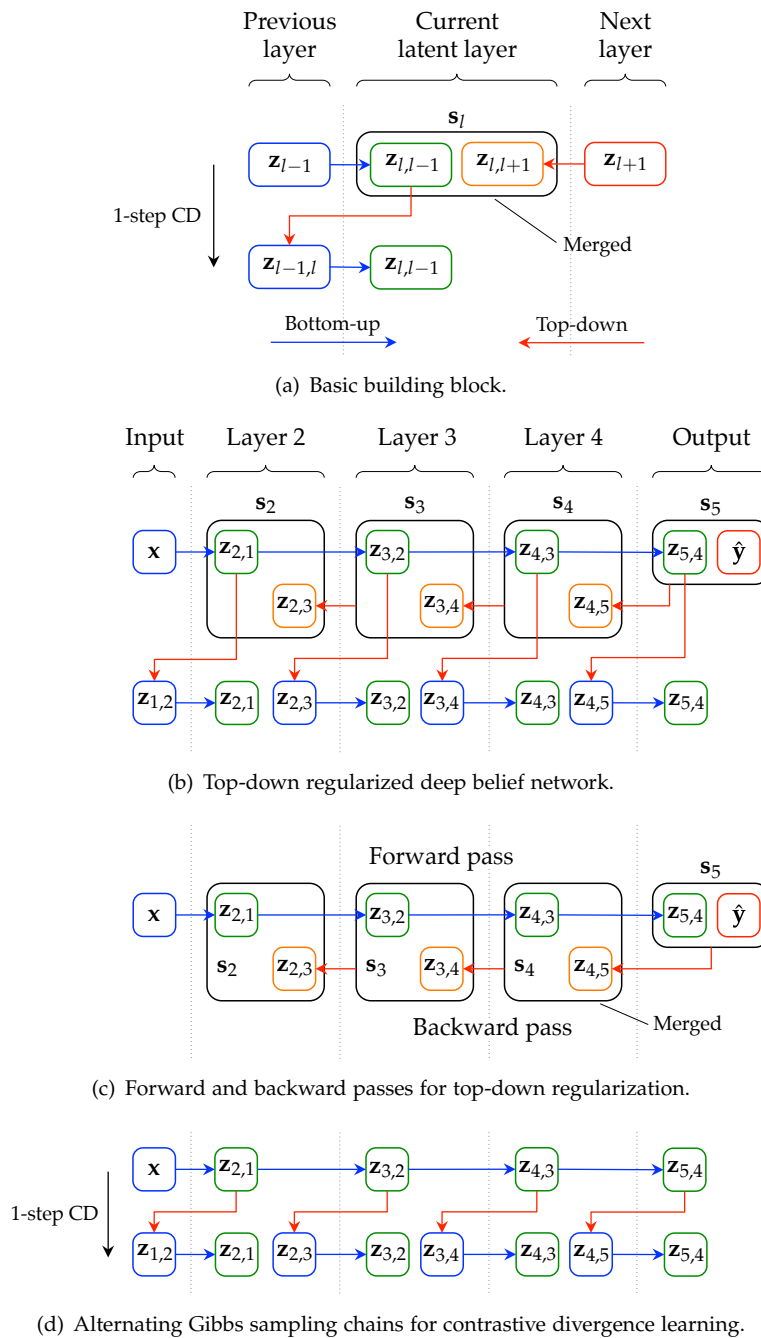 Previous layer
Current latent layer
Next layer
s_l
z_{l−1}
z_{l,l−1}
z_{l,l+1}
z_{l+1}
1-step CD
Merged
z_{l−1,l}
z_{l,l−1}
Bottom-up
Top-down
(a) Basic building block.
Input
Layer 2
Layer 3
Layer 4
Output
s_2
s_3
s_4
s_5
x
z_{2,1}
z_{3,2}
z_{4,3}
z_{5,4}
ŷ
z_{2,3}
z_{3,4}
z_{4,5}
z_{1,2}
z_{2,1}
z_{2,3}
z_{3,2}
z_{3,4}
z_{4,3}
z_{4,5}
z_{5,4}
(b) Top-down regularized deep belief network.
Forward pass
s_5
x
z_{2,1}
z_{3,2}
z_{4,3}
z_{5,4}
ŷ
s_2
z_{2,3}
s_3
z_{3,4}
s_4
z_{4,5}
Backward pass
Merged
(c) Forward and backward passes for top-down regularization.
x
z_{2,1}
z_{3,2}
z_{4,3}
z_{5,4}
1-step CD
z_{1,2}
z_{2,1}
z_{2,3}
z_{3,2}
z_{3,4}
z_{4,3}
z_{4,5}
z_{5,4}
(d) Alternating Gibbs sampling chains for contrastive divergence learning.